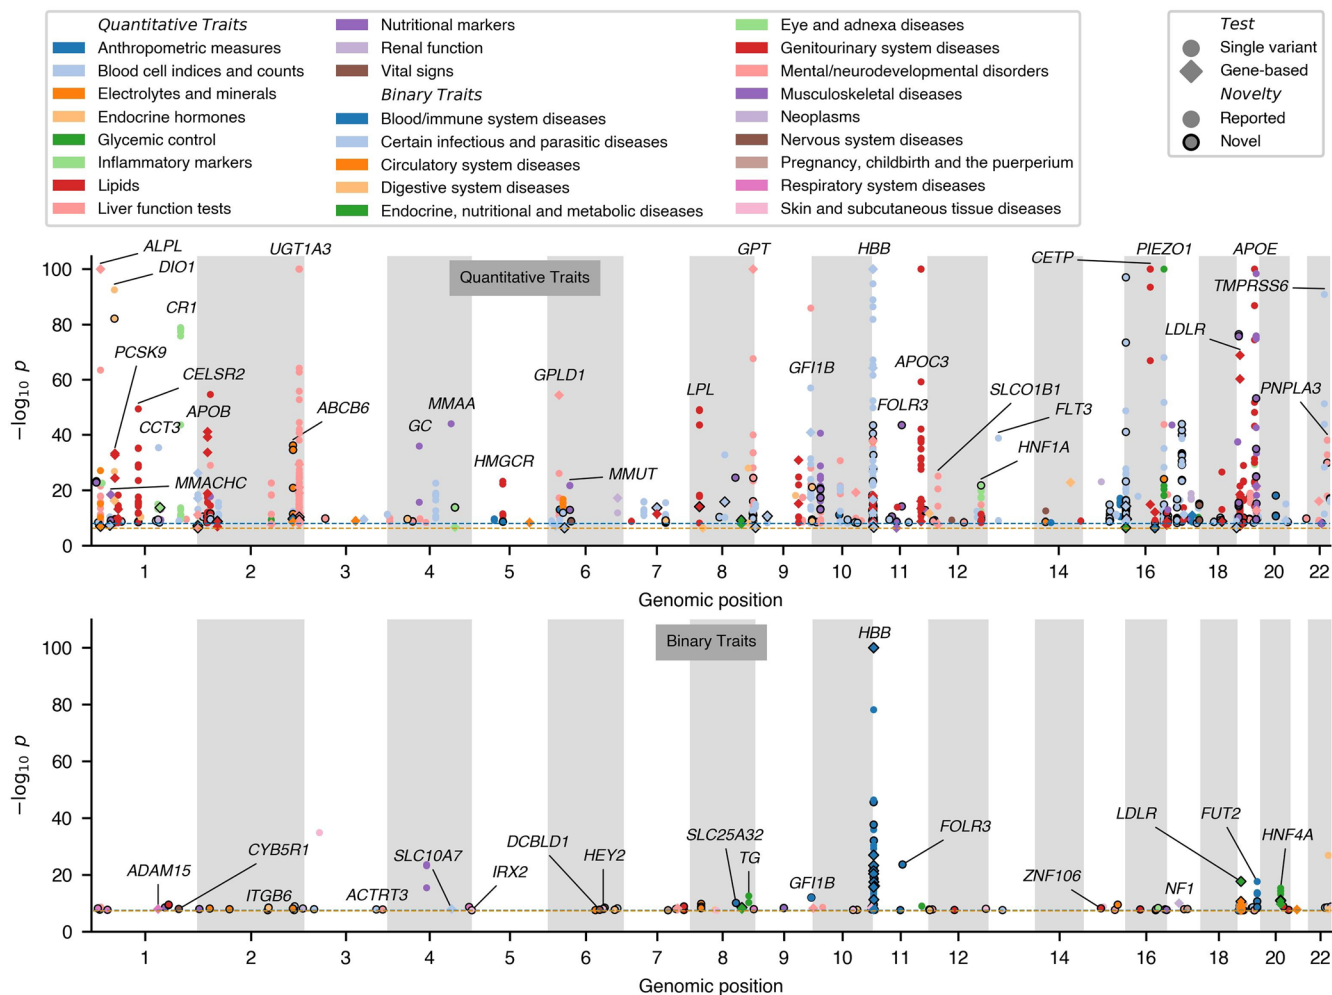 Quantitative Traits
Anthropometric measures
Blood cell indices and counts
Electrolytes and minerals
Endocrine hormones
Glycemic control
Inflammatory markers
Lipids
Liver function tests
Nutritional markers
Renal function
Vital signs
Binary Traits
Blood/immune system diseases
Certain infectious and parasitic diseases
Circulatory system diseases
Digestive system diseases
Endocrine, nutritional and metabolic diseases
Eye and adnexa diseases
Genitourinary system diseases
Mental/neurodevelopmental disorders
Musculoskeletal diseases
Neoplasms
Nervous system diseases
Pregnancy, childbirth and the puerperium
Respiratory system diseases
Skin and subcutaneous tissue diseases
Test
Single variant
Gene-based
Novelty
Reported
Novel
ALPL UGT1A3 GPT HBB PIEZO1 APOE
DIO1 CETP
Quantitative Traits
TMPRSS6
CR1
LDLR
PCSK9
CELSR2 GPLD1 GFI1B APOC3
LPL SLCO1B1 PNPLA3
APOB ABCB6 MMAA FOLR3 FLT3
CCT3 GC
HNF1A
HMGCR MMUT
MMACHC
100
80
60
40
20
0
−log10 p
1 2 3 4 5 6 7 8 9 10 11 12 14 16 18 20 22
Genomic position
Binary Traits
HBB
LDLR FUT2
DCBLD1 SLC25A32 FOLR3 HNF4A
CYB5R1 SLC10A7 HEY2 TG
ADAM15 IRX2 ZNF106
ITGB6 ACTRT3 GFI1B NF1
100
80
60
40
20
0
−log10 p
1 2 3 4 5 6 7 8 9 10 11 12 14 16 18 20 22
Genomic position